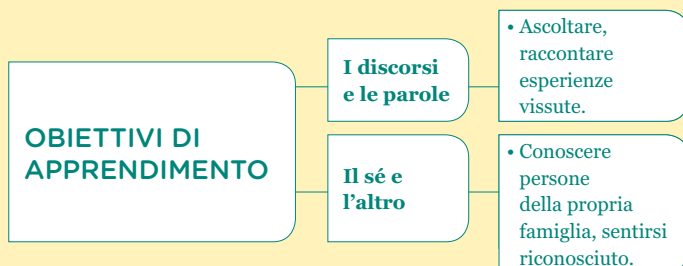 OBIETTIVI DI
APPRENDIMENTO
I discorsi
e le parole
• Ascoltare,
raccontare
esperienze
vissute.
Il sé e
l’altro
• Conoscere
persone
della propria
famiglia, sentirsi
riconosciuto.